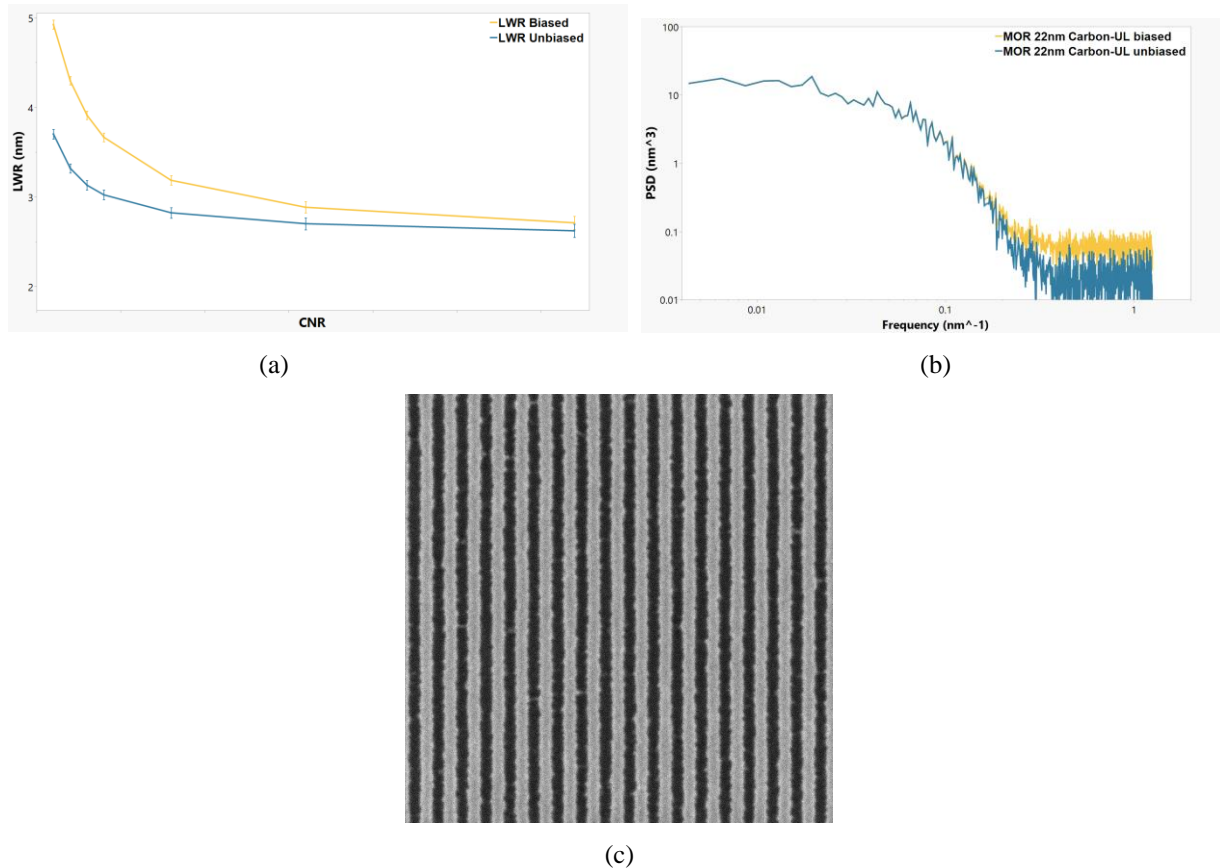 LWR Biased
LWR Unbiased
5
4
3
2
LWR (nm)
CNR
(a)
MOR 22nm Carbon-UL biased
MOR 22nm Carbon-UL unbiased
100
10
1
0.1
0.01
PSD (nm^3)
0.01
0.1
1
Frequency (nm^-1)
(b)
(c)